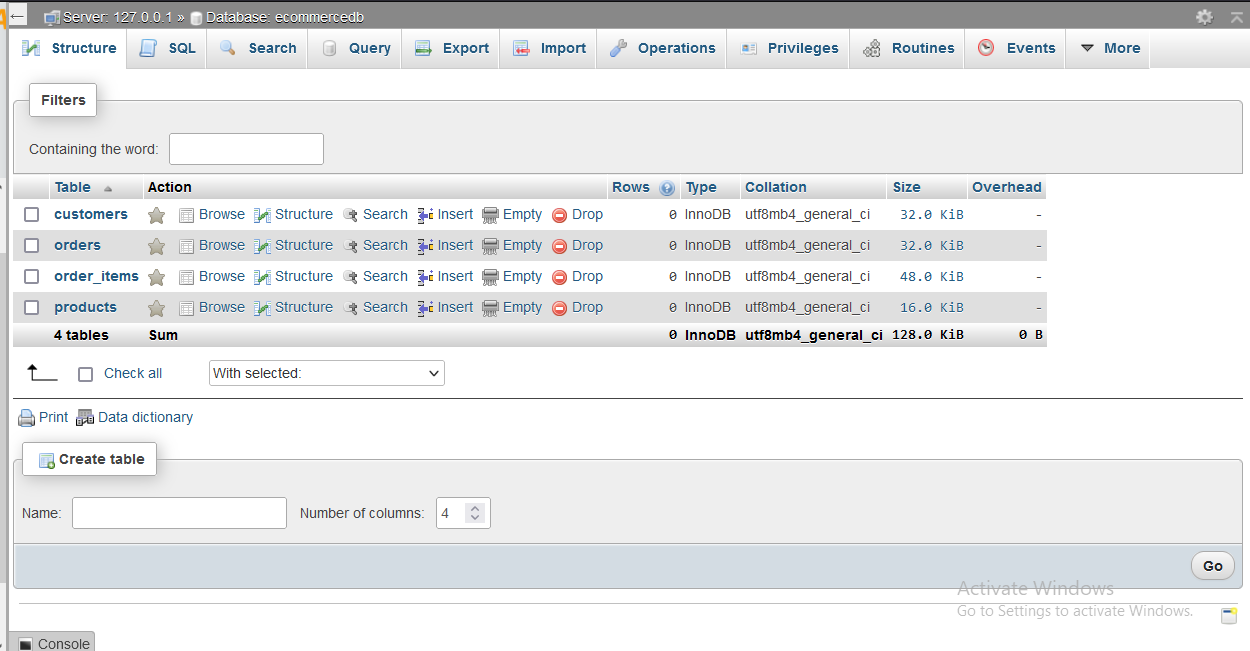 Server: 127.0.0.1 » Database: ecommercedb
Structure SQL Search Query Export Import Operations Privileges Routines Events More
Filters
Containing the word:
Table Action Rows Type Collation Size Overhead
customers Browse Structure Search Insert Empty Drop 0 InnoDB utf8mb4_general_ci 32.0 KiB -
orders Browse Structure Search Insert Empty Drop 0 InnoDB utf8mb4_general_ci 32.0 KiB -
order_items Browse Structure Search Insert Empty Drop 0 InnoDB utf8mb4_general_ci 48.0 KiB -
products Browse Structure Search Insert Empty Drop 0 InnoDB utf8mb4_general_ci 16.0 KiB -
4 tables Sum 0 InnoDB utf8mb4_general_ci 128.0 KiB 0 B
Check all With selected:
Print Data dictionary
Create table
Name: Number of columns: 4
Go
Activate Windows
Go to Settings to activate Windows.
Console